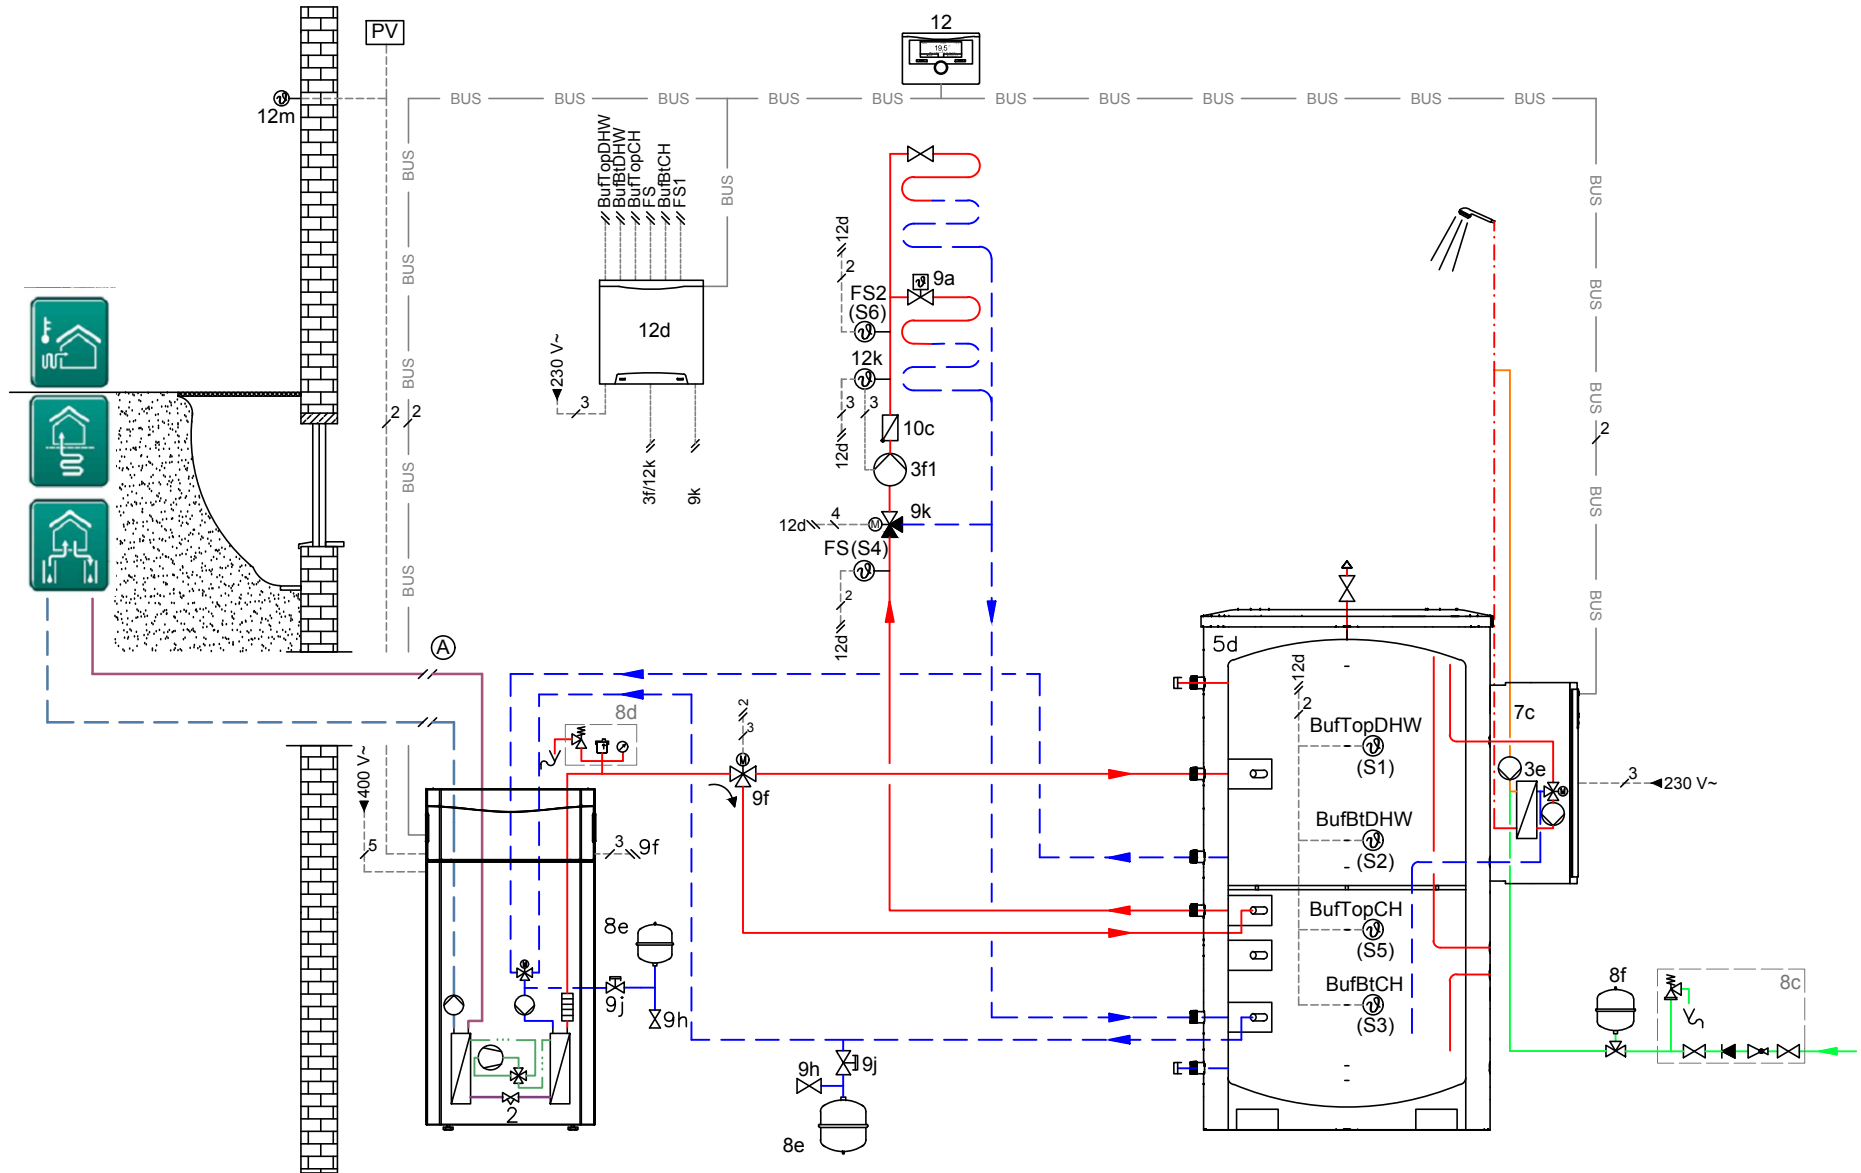 12
PV
19,5
BUS BUS BUS BUS BUS BUS BUS BUS BUS BUS BUS
12m
BUS
BUS
BUS
BUS
BUS
BufTopDHW
BufBtDHW
BufTopCH
FS
BufBtCH
FS1
BUS
12d
230 V~
3
3f/12k
9k
2
2
12d
2
FS2
(S6)
9a
12k
3
3
12d
10c
3f1
12d
4
M
9k
FS(S4)
2
12d
BUS
BUS
BUS
2
BUS
BUS
A
8d
2
3
M
9f
400 V~
5
3
9f
5d
12d
2
BufTopDHW
(S1)
BufBtDHW
(S2)
BufTopCH
(S5)
BufBtCH
(S3)
7c
3e
M
3
230 V~
8e
M
9j
9h
2
9h
9j
8e
8f
8c